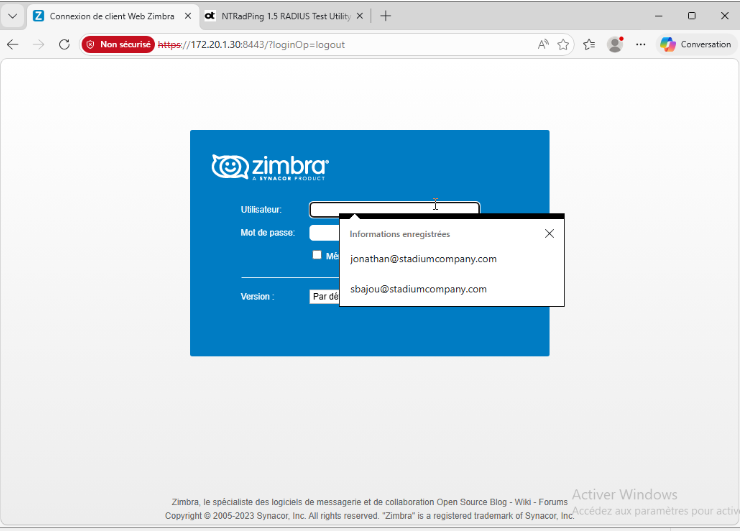 Connexion de client Web Zimbra
NTRadPing 1.5 RADIUS Test Utility
Non sécurisé https://172.20.1.30:8443/?loginOp=logout
Conversation
zimbra
A SYNACOR PRODUCT
Utilisateur:
Mot de passe:
Informations enregistrées
jonathan@stadiumcompany.com
Mé
sbajou@stadiumcompany.com
Version :
Par dé
Zimbra, le spécialiste des logiciels de messagerie et de collaboration Open Source Blog - Wiki - Forums
Copyright © 2005-2023 Synacor, Inc. All rights reserved. "Zimbra" is a registered trademark of Synacor, Inc.
Activer Windows
Accédez aux paramètres pour active